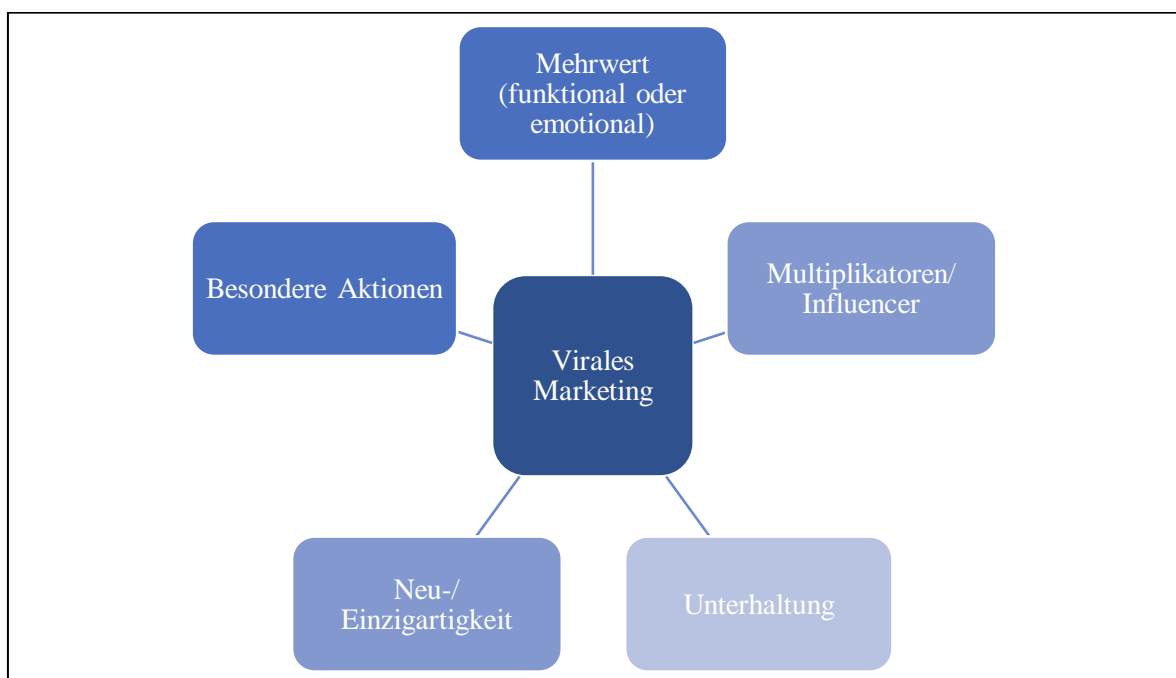 Mehrwert
(funktional oder
emotional)
Besondere Aktionen
Multiplikatoren/
Influencer
Virales
Marketing
Neu-/
Einzigartigkeit
Unterhaltung